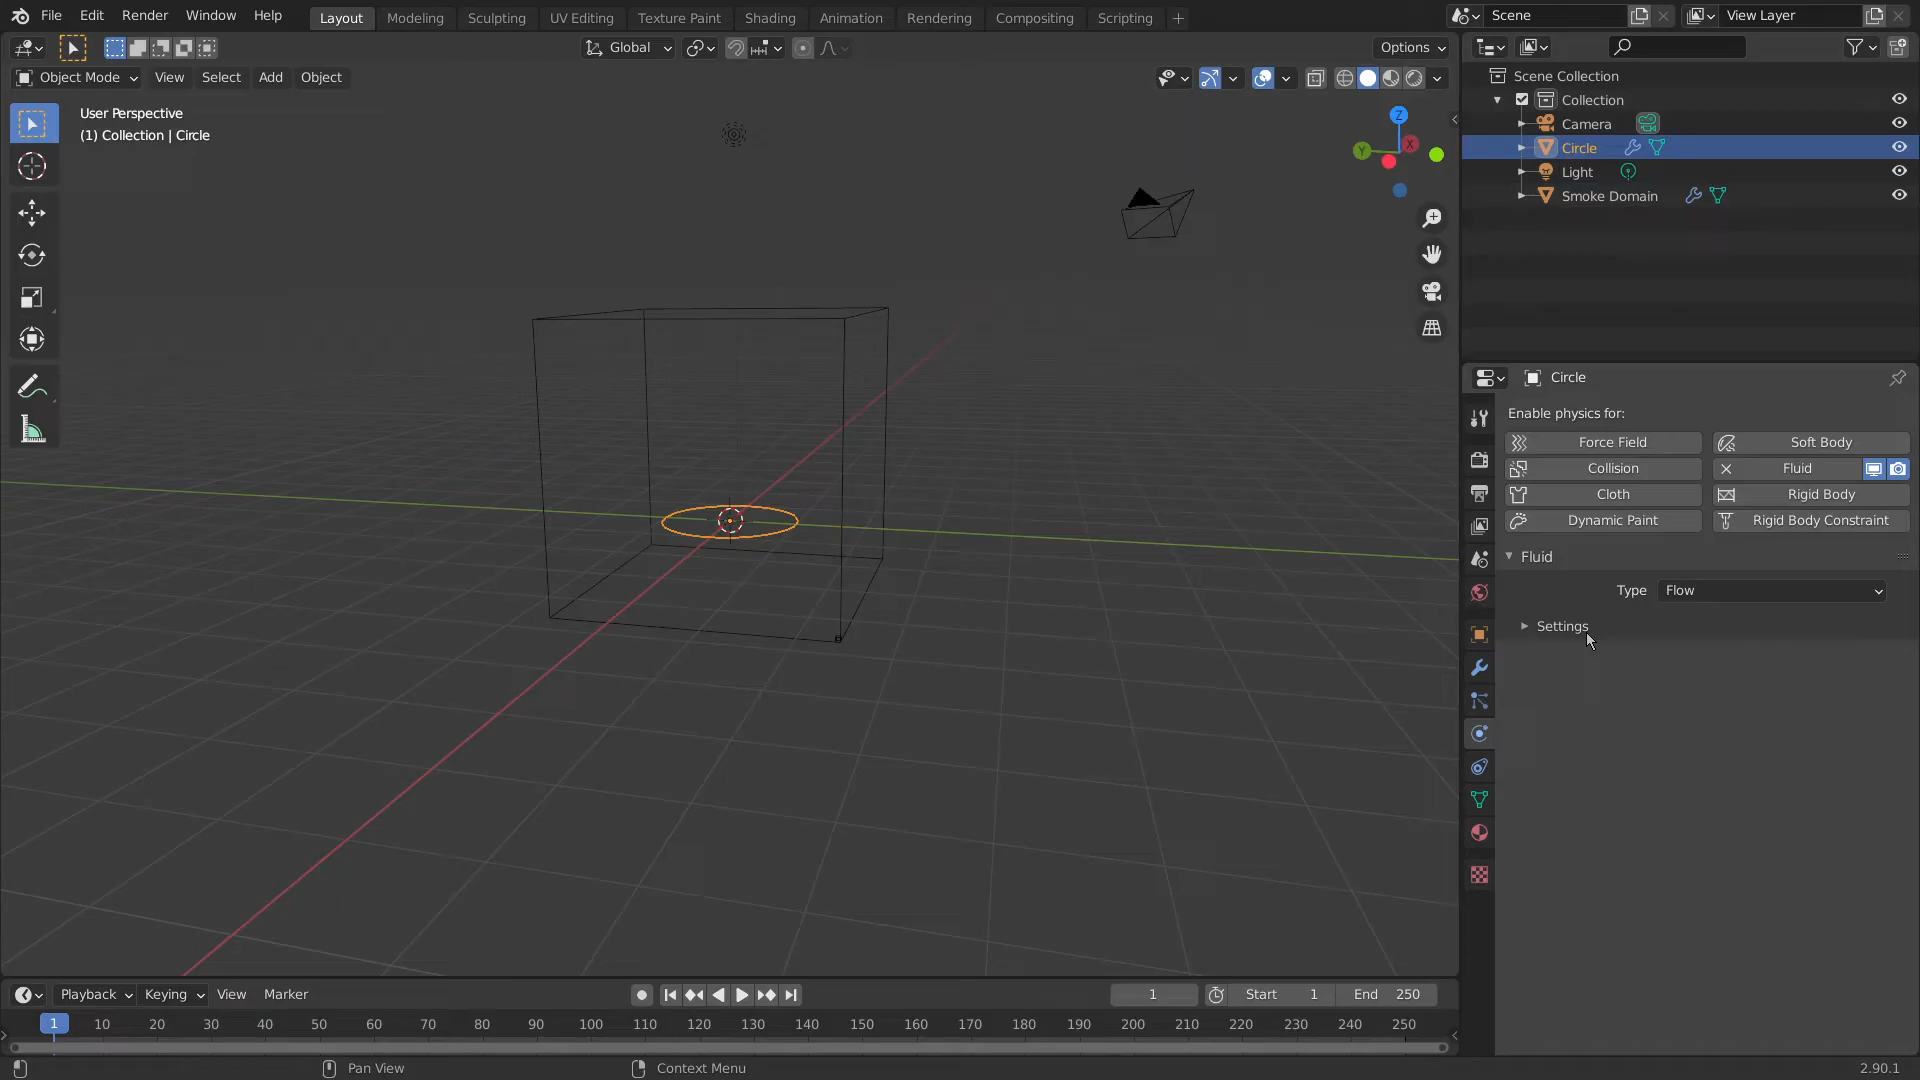 File Edit Render Window Help
Layout Modeling Sculpting UV Editing Texture Paint Shading Animation Rendering Compositing Scripting +
Scene
View Layer
Global
Options
Object Mode View Select Add Object
User Perspective
(1) Collection | Circle
Z
X
Y
Scene Collection
Collection
Camera
Circle
Light
Smoke Domain
Circle
Enable physics for:
Force Field Soft Body
Collision Fluid
Cloth Rigid Body
Dynamic Paint Rigid Body Constraint
Fluid
Type Flow
Settings
Playback Keying View Marker
1
Start 1
End 250
1 10 20 30 40 50 60 70 80 90 100 110 120 130 140 150 160 170 180 190 200 210 220 230 240 250
Pan View
Context Menu
2.90.1